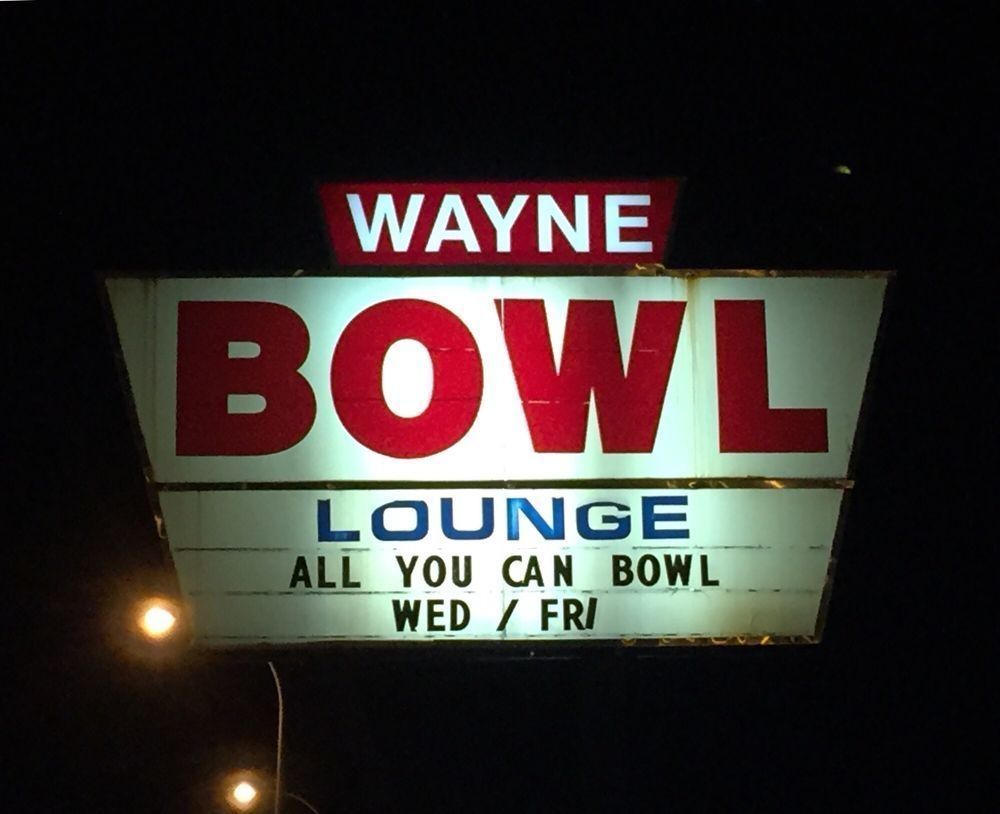 WAYNE
BOWL
LOUNGE
ALL YOU CAN BOWL
WED / FRI